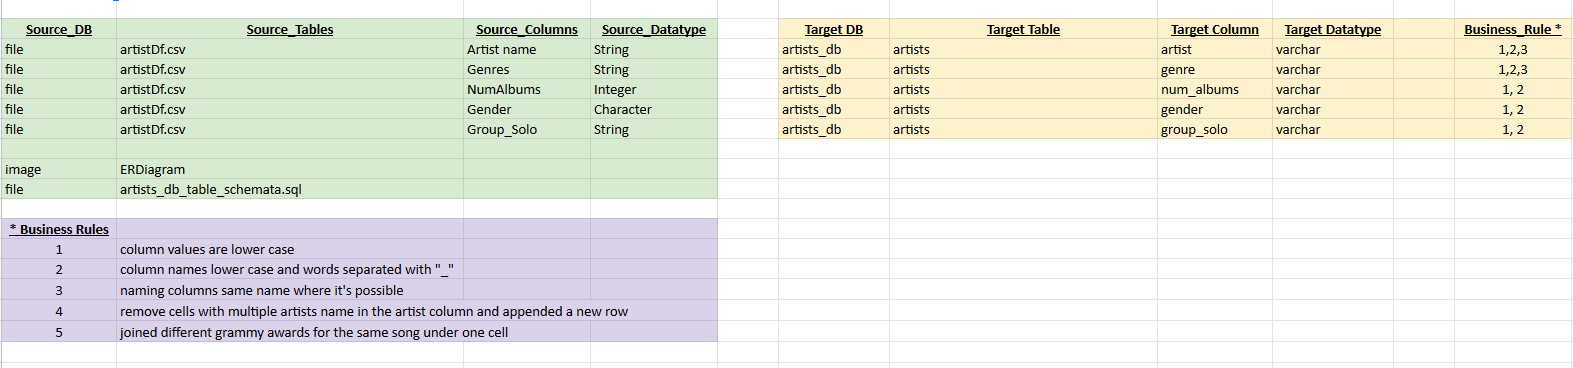 Source_DB Source_Tables Source_Columns Source_Datatype Target DB Target Table Target Column Target Datatype Business_Rule *
file artistDf.csv Artist name String artists_db artists artist varchar 1,2,3
file artistDf.csv Genres String artists_db artists genre varchar 1,2,3
file artistDf.csv NumAlbums Integer artists_db artists num_albums varchar 1, 2
file artistDf.csv Gender Character artists_db artists gender varchar 1, 2
file artistDf.csv Group_Solo String artists_db artists group_solo varchar 1, 2
image ERDiagram
file artists_db_table_schemata.sql
* Business Rules
1 column values are lower case
2 column names lower case and words separated with "_"
3 naming columns same name where it's possible
4 remove cells with multiple artists name in the artist column and appended a new row
5 joined different grammy awards for the same song under one cell